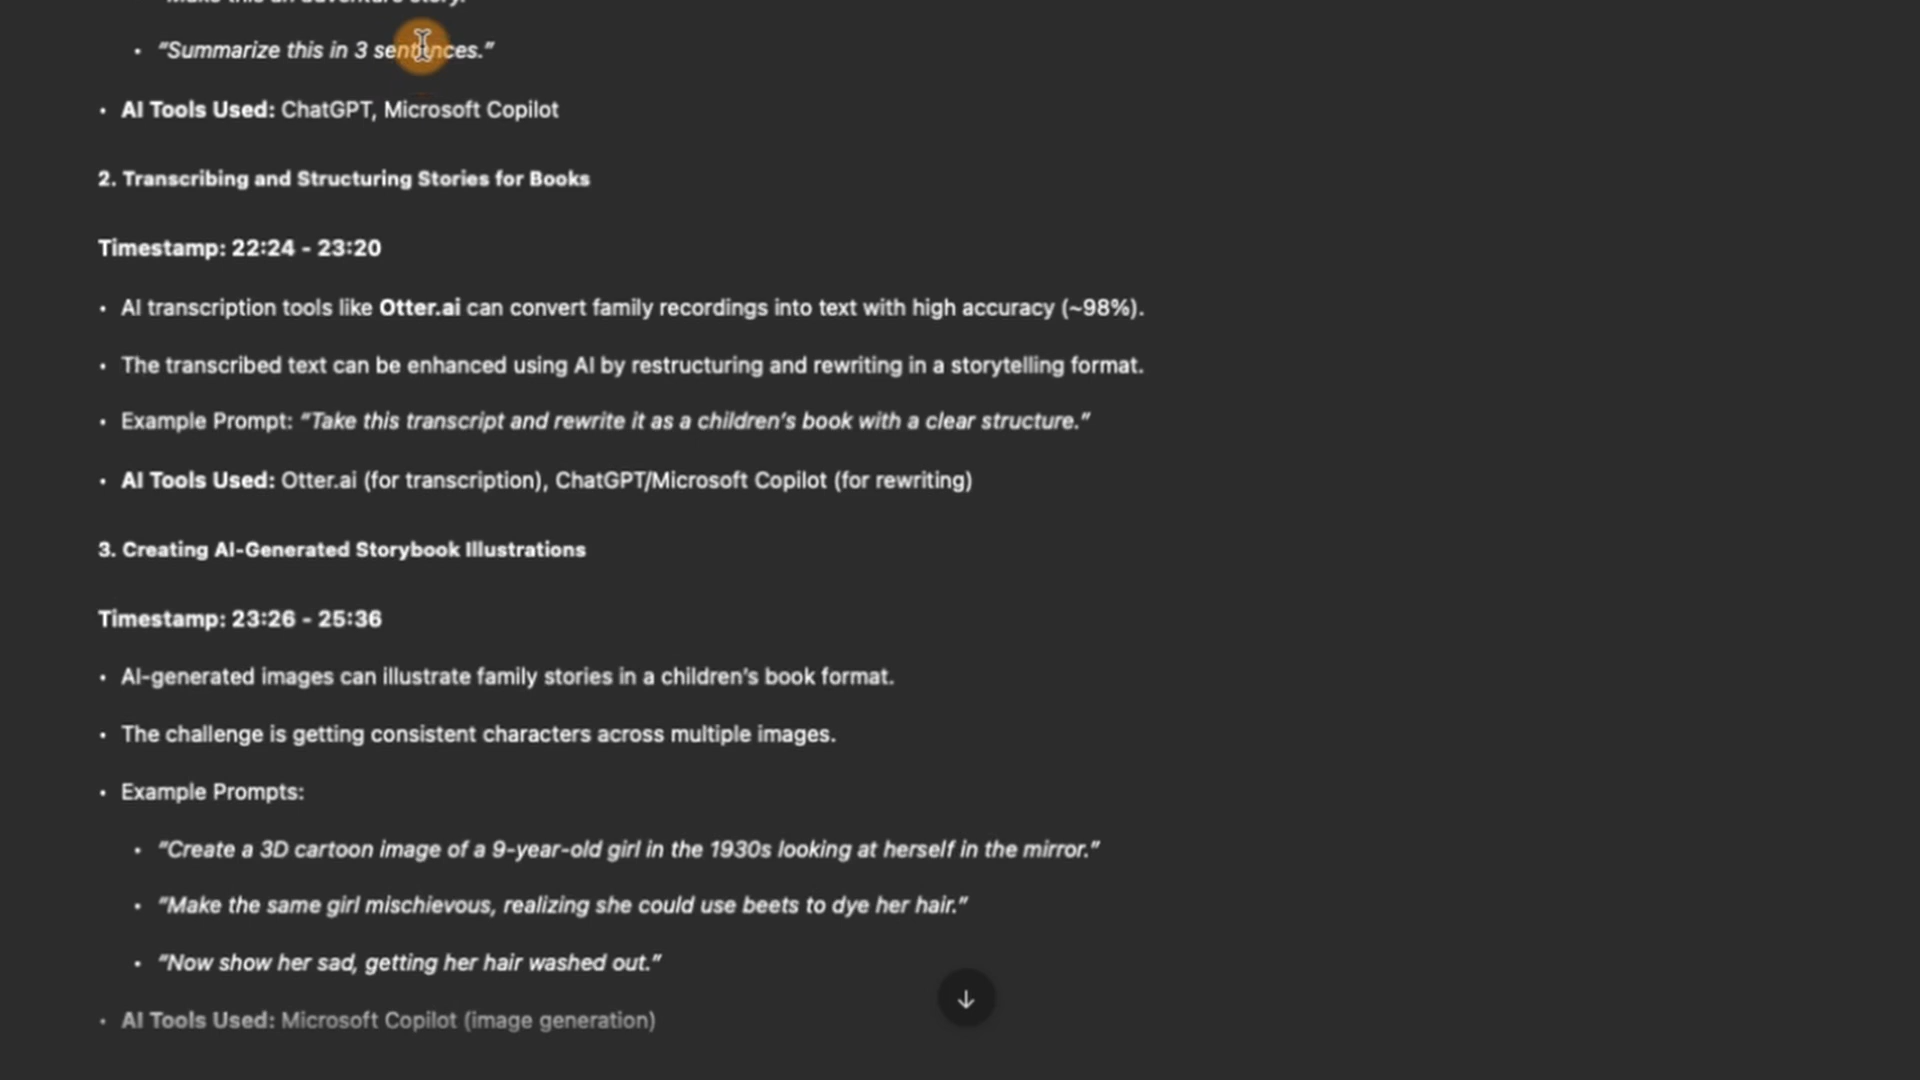 "Make this an adventure story."
• "Summarize this in 3 sentences."
• AI Tools Used: ChatGPT, Microsoft Copilot
2. Transcribing and Structuring Stories for Books
Timestamp: 22:24 - 23:20
• AI transcription tools like Otter.ai can convert family recordings into text with high accuracy (~98%).
• The transcribed text can be enhanced using AI by restructuring and rewriting in a storytelling format.
• Example Prompt: “Take this transcript and rewrite it as a children’s book with a clear structure.”
• AI Tools Used: Otter.ai (for transcription), ChatGPT/Microsoft Copilot (for rewriting)
3. Creating AI-Generated Storybook Illustrations
Timestamp: 23:26 - 25:36
• AI-generated images can illustrate family stories in a children’s book format.
• The challenge is getting consistent characters across multiple images.
• Example Prompts:
• “Create a 3D cartoon image of a 9-year-old girl in the 1930s looking at herself in the mirror.”
• “Make the same girl mischievous, realizing she could use beets to dye her hair.”
• “Now show her sad, getting her hair washed out.”
• AI Tools Used: Microsoft Copilot (image generation)